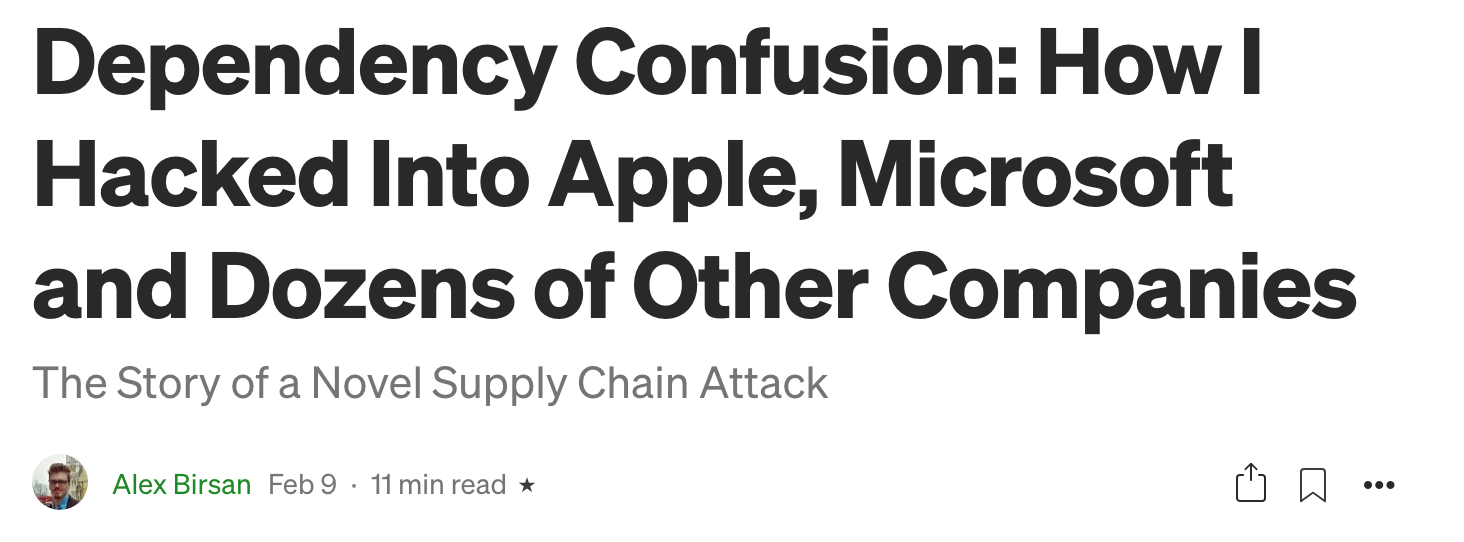 Dependency Confusion: How I
Hacked Into Apple, Microsoft
and Dozens of Other Companies
The Story of a Novel Supply Chain Attack
Alex Birsan Feb 9 · 11 min read ★